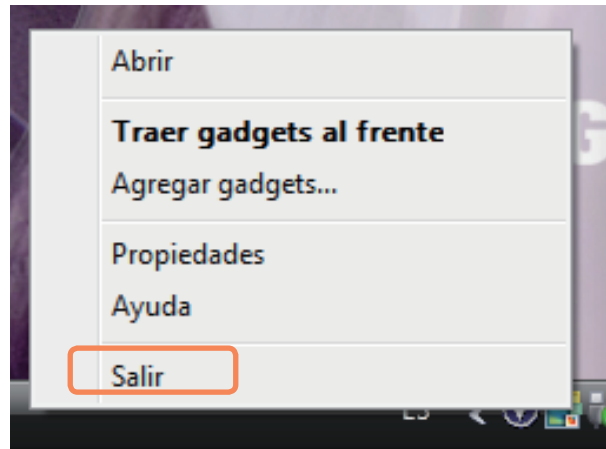 Abrir
Traer gadgets al frente
Agregar gadgets...
Propiedades
Ayuda
Salir